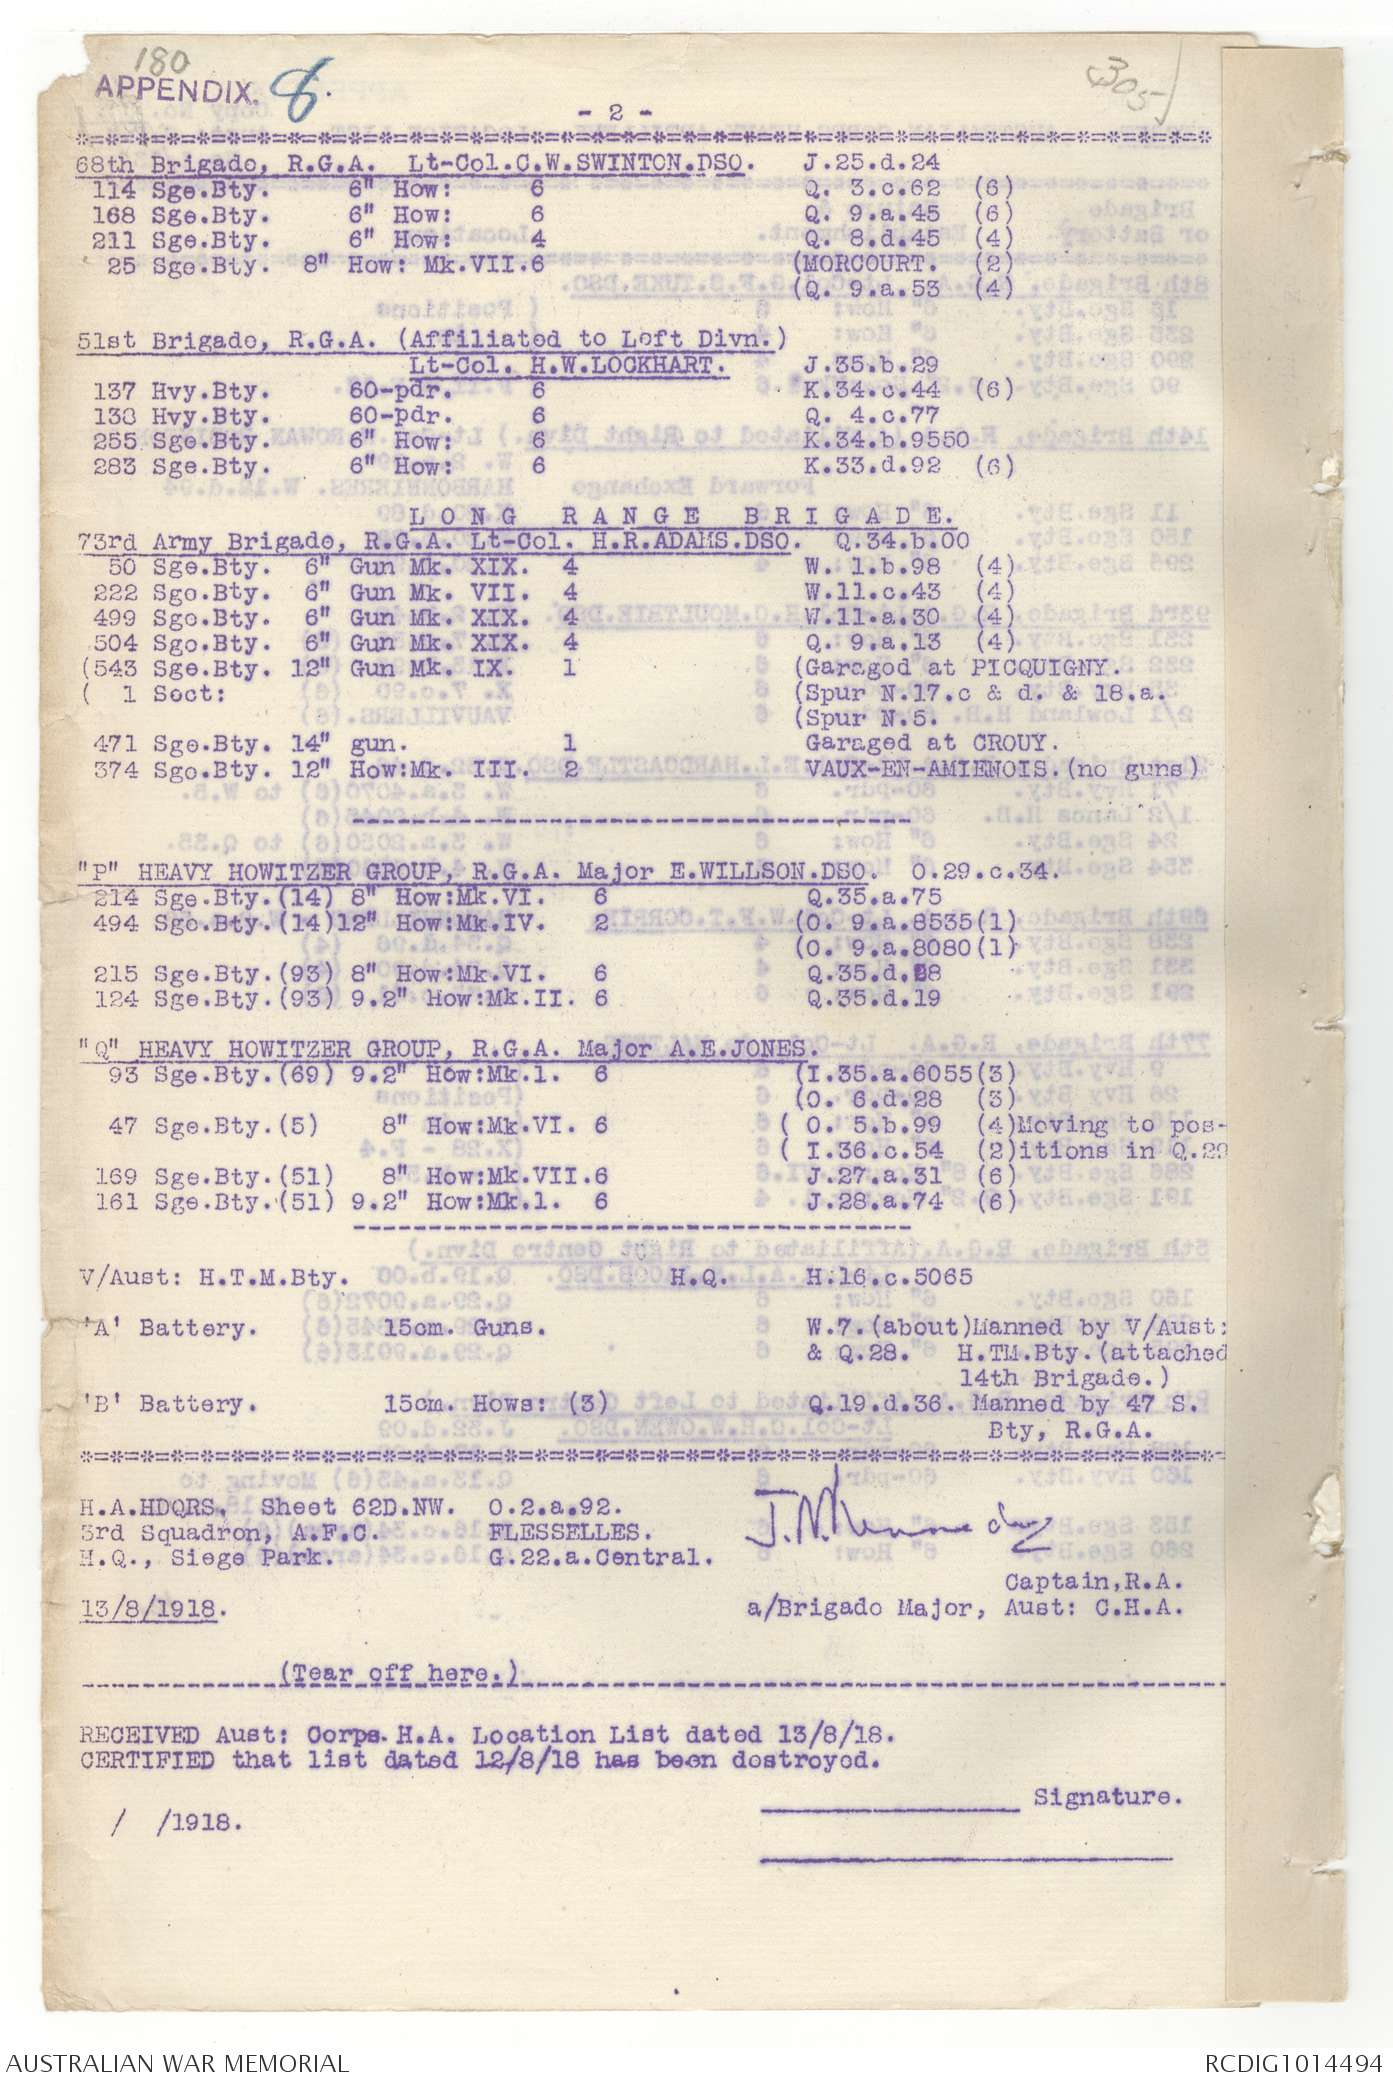 180
APPENDIX. 8.
305
- 2 -
*=*=*=*=*=*=*=*=*=*=*=*=*=*=*=*=*=*=*=*=*=*=*=*=*=*=*=*=*=*=*=*=*=*=*=*=*
68th Brigade, R.G.A. Lt-Col.C.W.SWINTON.DSO. J.25.d.24
114 Sge.Bty. 6" How: 6 Q. 3.c.62 (6)
168 Sge.Bty. 6" How: 6 Q. 9.a.45 (6)
211 Sge.Bty. 6" How: 4 Q. 8.d.45 (4)
25 Sge.Bty. 8" How: Mk.VII.6 (MORCOURT. (2)
(Q. 9.a.53 (4)
51st Brigade, R.G.A. (Affiliated to Left Divn.)
Lt-Col. H.W.LOCKHART. J.35.b.29
137 Hvy.Bty. 60-pdr. 6 K.34.c.44 (6)
138 Hvy.Bty. 60-pdr. 6 Q. 4.c.77
255 Sge.Bty. 6" How: 6 K.34.b.9550
283 Sge.Bty. 6" How: 6 K.33.d.92 (6)
L O N G R A N G E B R I G A D E.
73rd Army Brigade, R.G.A. Lt-Col. H.R.ADAMS.DSO. Q.34.b.00
50 Sge.Bty. 6" Gun Mk. XIX. 4 W. 1.b.98 (4)
222 Sge.Bty. 6" Gun Mk. VII. 4 W.11.c.43 (4)
499 Sge.Bty. 6" Gun Mk. XIX. 4 W.11.a.30 (4)
504 Sge.Bty. 6" Gun Mk. XIX. 4 Q. 9.a.13 (4)
(543 Sge.Bty. 12" Gun Mk. IX. 1 (Garaged at PICQUIGNY.
( 1 Sect: (Spur N.17.c & d. & 18.a.
(Spur N.5.
471 Sge.Bty. 14" gun. 1 Garaged at CROUY.
374 Sge.Bty. 12" How:Mk. III. 2 VAUX-EN-AMIENOIS.(no guns)
-------------------------------------
"P" HEAVY HOWITZER GROUP, R.G.A. Major E.WILLSON.DSO. O.29.c.34.
214 Sge.Bty.(14) 8" How:Mk.VI. 6 Q.35.a.75
494 Sge.Bty.(14)12" How:Mk.IV. 2 (O. 9.a.8535(1)
(O. 9.a.8080(1)
215 Sge.Bty.(93) 8" How:Mk.VI. 6 Q.35.d.88
124 Sge.Bty.(93) 9.2" How:Mk.II. 6 Q.35.d.19
"Q" HEAVY HOWITZER GROUP, R.G.A. Major A.E.JONES.
93 Sge.Bty.(69) 9.2" How:Mk.1. 6 (I.35.a.6055(3)
(O. 6.d.28 (3)
47 Sge.Bty.(5) 8" How:Mk.VI. 6 ( O. 5.b.99 (4)Moving to pos-
( I.36.c.54 (2)itions in Q.29
169 Sge.Bty.(51) 8" How:Mk.VII.6 J.27.a.31 (6)
161 Sge.Bty.(51) 9.2" How:Mk.1. 6 J.28.a.74 (6)
-------------------------------------
V/Aust: H.T.M.Bty. H.Q. H.16.c.5065
'A' Battery. 15cm. Guns. W.7.(about)Manned by V/Aust:
& Q.28. H.TM.Bty.(attached
14th Brigade.)
'B' Battery. 15cm. Hows: (3) Q.19.d.36. Manned by 47 S.
Bty, R.G.A.
*=*=*=*=*=*=*=*=*=*=*=*=*=*=*=*=*=*=*=*=*=*=*=*=*=*=*=*=*=*=*=*=*=*=*=*=*=
H.A.HDQRS. Sheet 62D.NW. O.2.a.92.
3rd Squadron, A.F.C. FLESSELLES.
H.Q., Siege Park. G.22.a.Central.
J.N.Kennedy
Captain,R.A.
13/8/1918. a/Brigade Major, Aust: C.H.A.
-------------(Tear off here.)-----------------------------------------------
RECEIVED Aust: Corps H.A. Location List dated 13/8/18.
CERTIFIED that list dated 12/8/18 has been destroyed.
_________________ Signature.
/ /1918.
AUSTRALIAN WAR MEMORIAL
RCDIG1014494